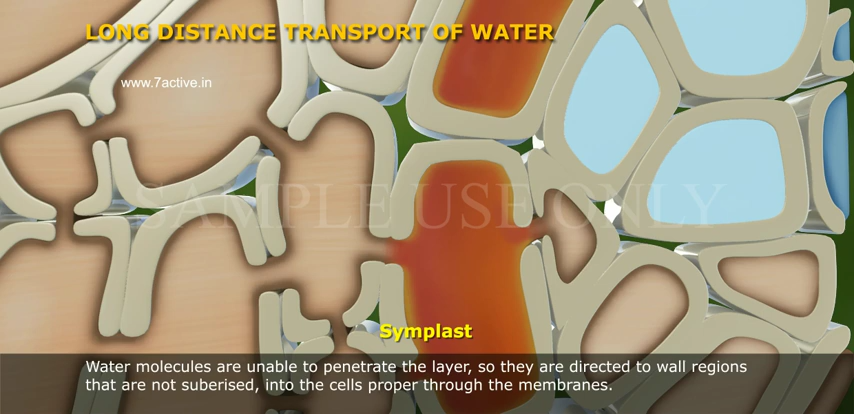 LONG DISTANCE TRANSPORT OF WATER
www.7active.in
SAMPLE USE ONLY
Symplast
Water molecules are unable to penetrate the layer, so they are directed to wall regions
that are not suberised, into the cells proper through the membranes.